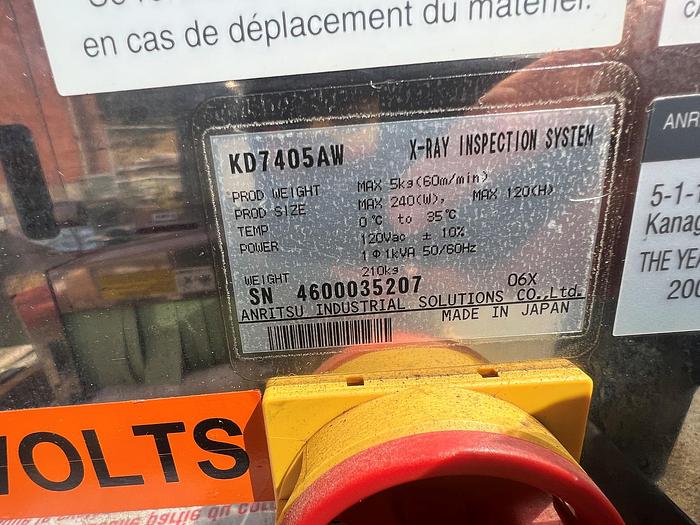 en cas de déplacement du matériel.
KD7405AW X-RAY INSPECTION SYSTEM
PROD WEIGHT MAX 5kg(60m/min)
PROD SIZE MAX 240(W), MAX 120(H)
TEMP 0℃ to 35℃
POWER 120Vac ± 10%
1Φ1kVA 50/60Hz
WEIGHT 210kg
SN 4600035207 06X
ANRITSU INDUSTRIAL SOLUTIONS CO.,Ltd.
MADE IN JAPAN
ANR
5-1-1
Kanag
THE YEA
200
VOLTS
partie du